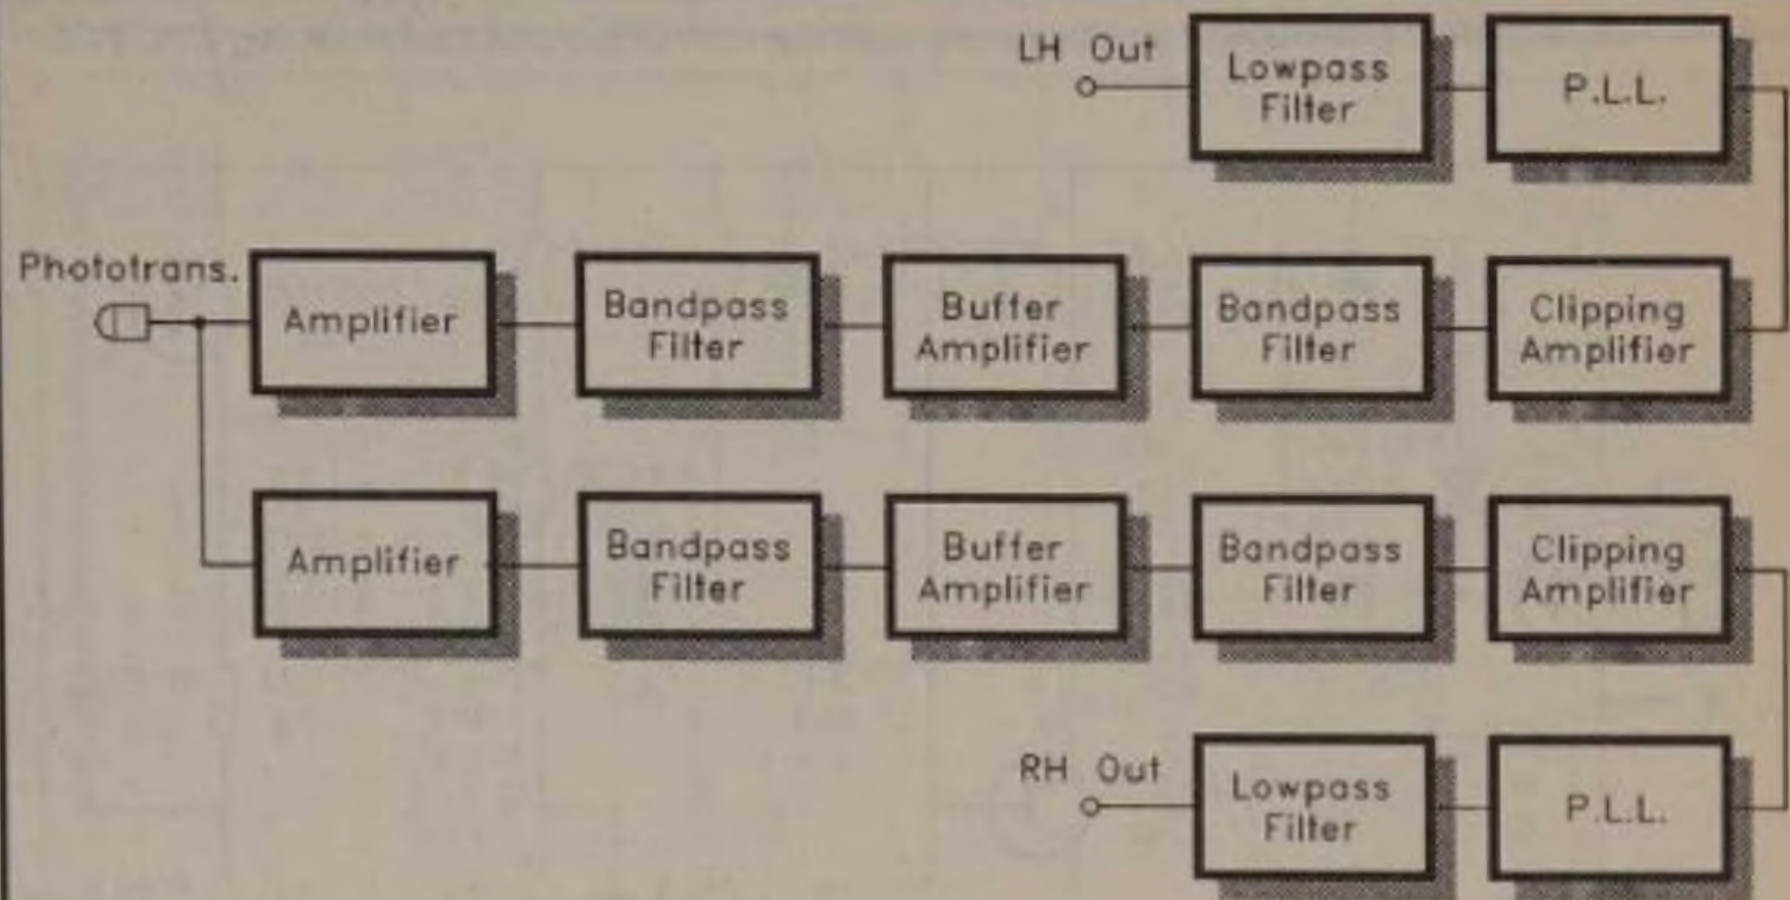 LH Out
Lowpass
Filter
P.L.L.
Phototrans.
Amplifier
Bandpass
Filter
Buffer
Amplifier
Bandpass
Filter
Clipping
Amplifier
Amplifier
Bandpass
Filter
Buffer
Amplifier
Bandpass
Filter
Clipping
Amplifier
RH Out
Lowpass
Filter
P.L.L.